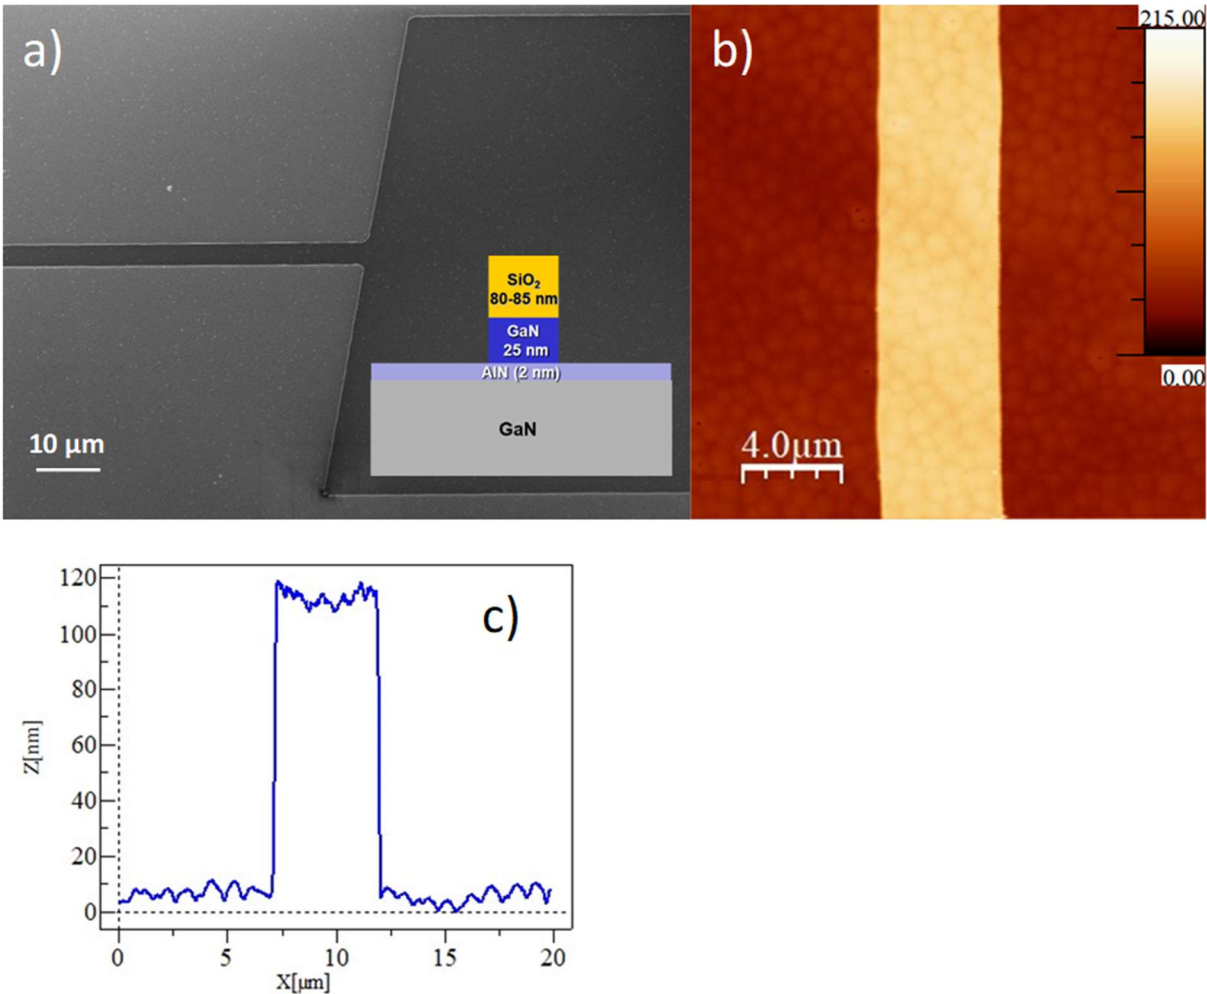 a)
SiO₂
80-85 nm
GaN
25 nm
AlN (2 nm)
GaN
10 µm
b)
215.00
0.00
4.0µm
c)
120
100
80
60
40
20
0
Z[nm]
0 5 10 15 20
X[µm]